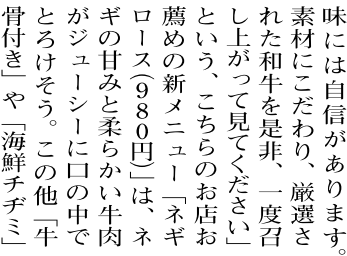 味には自信があります。
素材にこだわり、厳選さ
れた和牛を是非、一度召
し上がって見てください」
という、こちらのお店お
薦めの新メニュー「ネギ
ロース(980円)」は、ネ
ギの甘みと柔らかい牛肉
がジューシーに口の中で
とろけそう。この他「牛
骨付き」や「海鮮チヂミ」